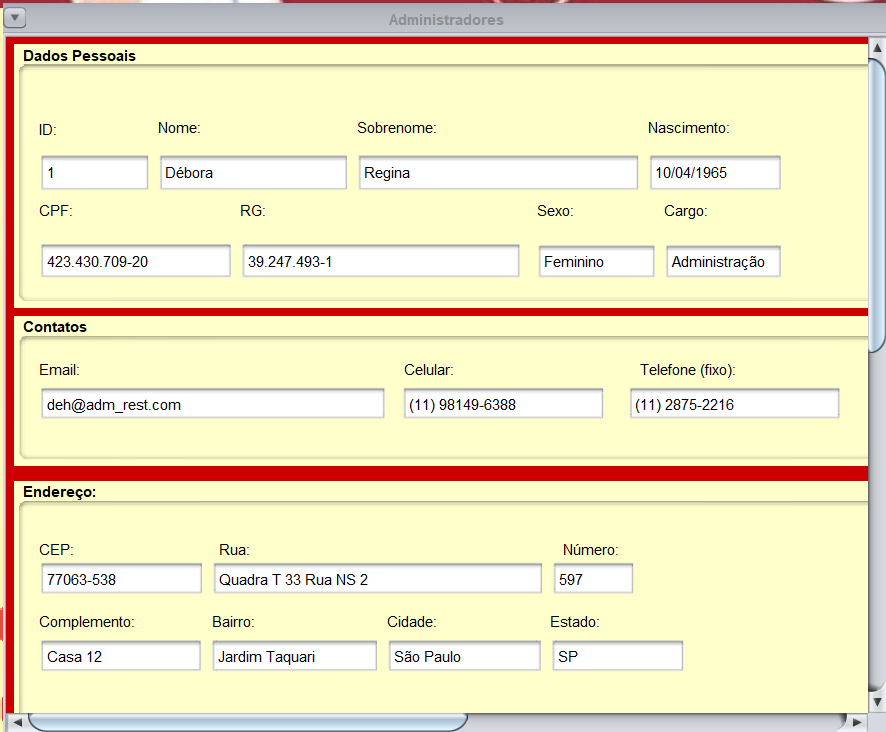 Administradores
Dados Pessoais
ID: Nome: Sobrenome: Nascimento:
1 Débora Regina 10/04/1965
CPF: RG: Sexo: Cargo:
423.430.709-20 39.247.493-1 Feminino Administração
Contatos
Email: Celular: Telefone (fixo):
deh@adm_rest.com (11) 98149-6388 (11) 2875-2216
Endereço:
CEP: Rua: Número:
77063-538 Quadra T 33 Rua NS 2 597
Complemento: Bairro: Cidade: Estado:
Casa 12 Jardim Taquari São Paulo SP